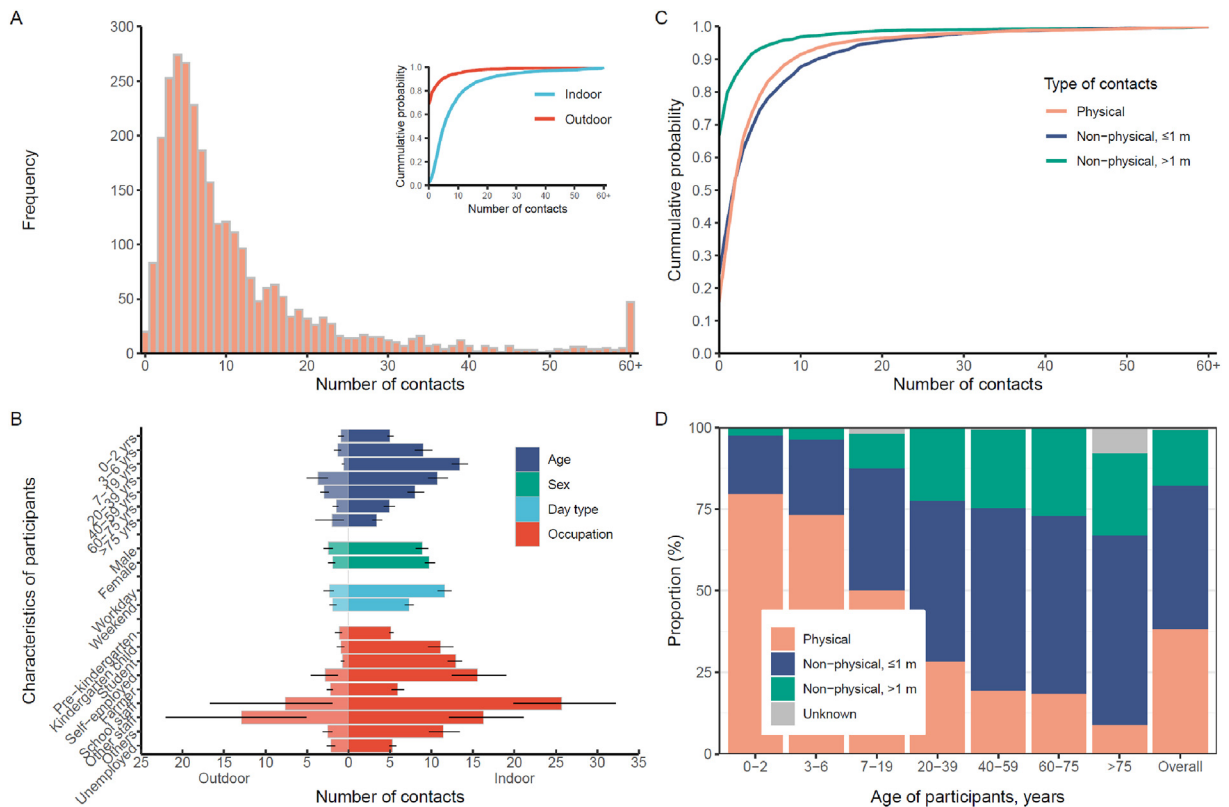 A
300
250
200
150
100
50
0
Frequency
0 10 20 30 40 50 60+
Number of contacts
1.0
0.8
0.6
0.4
0.2
0.0
Cummulative probability
0 10 20 30 40 50 60+
Number of contacts
Indoor
Outdoor
C
1.0
0.9
0.8
0.7
0.6
0.5
0.4
0.3
0.2
0.1
0.0
Cummulative probability
0 10 20 30 40 50 60+
Number of contacts
Type of contacts
Physical
Non-physical, ≤1 m
Non-physical, >1 m
B
Characteristics of participants
0-2 yrs
3-6 yrs
7-19 yrs
20-39 yrs
40-59 yrs
60-75 yrs
>75 yrs
Male
Female
Workday
Weekend
Pre-kindergarten
Kindergarten child
Student
Self-employed
Farmer
School staff
Other staff
Others
Unemployed
25 20 15 10 5 0 5 10 15 20 25 30 35
Outdoor
Indoor
Number of contacts
Age
Sex
Day type
Occupation
D
100
75
50
25
0
Proportion (%)
Physical
Non-physical, ≤1 m
Non-physical, >1 m
Unknown
0-2 3-6 7-19 20-39 40-59 60-75 >75 Overall
Age of participants, years